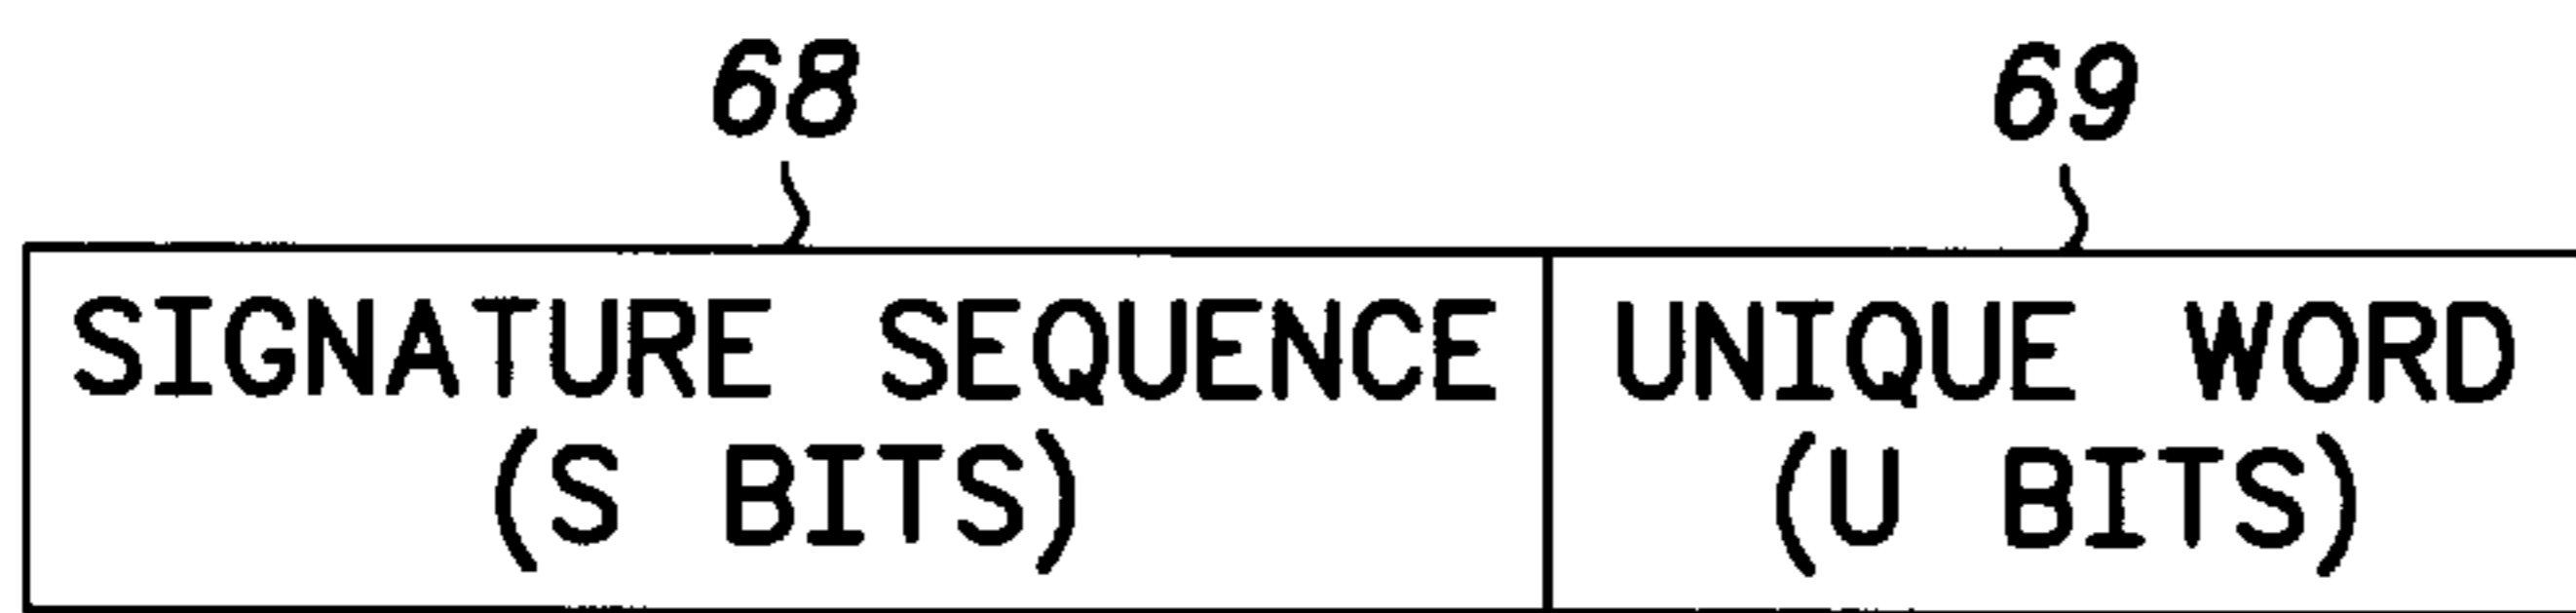 68 69
SIGNATURE SEQUENCE UNIQUE WORD
(S BITS) (U BITS)